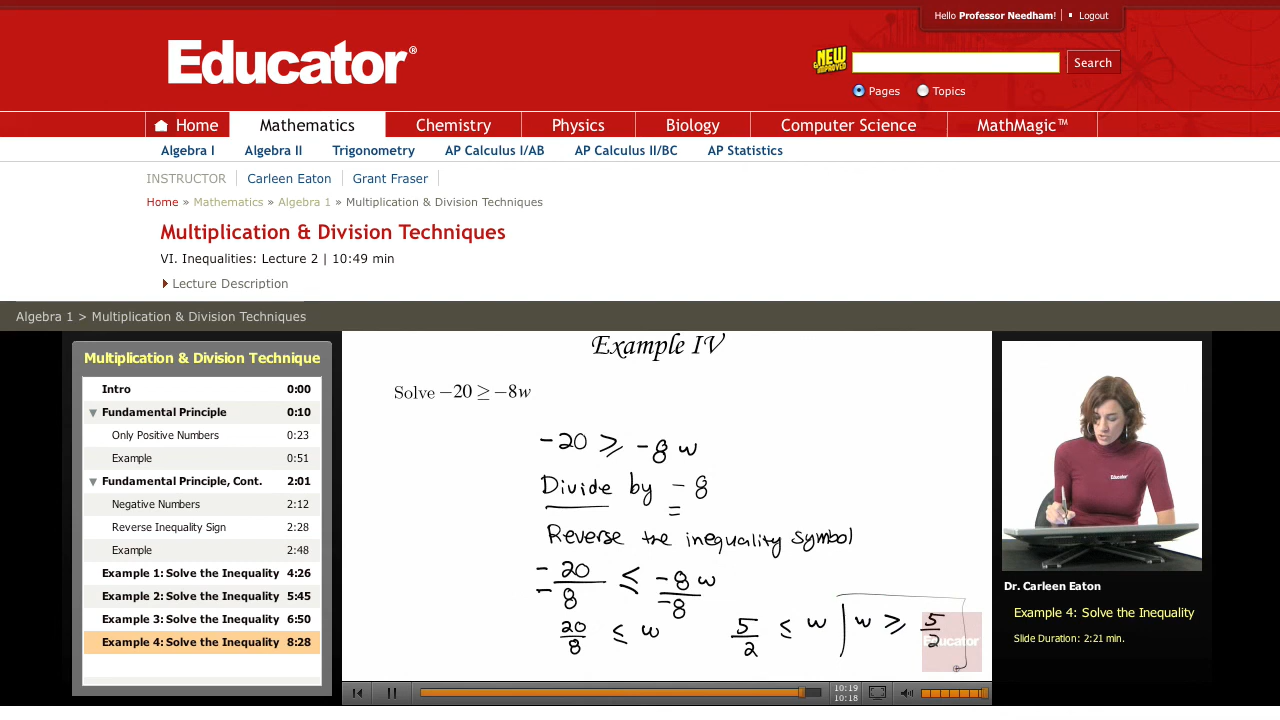 Hello Professor Needham! Logout
Educator®
NEW & IMPROVED Search
Pages Topics
Home Mathematics Chemistry Physics Biology Computer Science MathMagic™
Algebra I Algebra II Trigonometry AP Calculus I/AB AP Calculus II/BC AP Statistics
INSTRUCTOR Carleen Eaton Grant Fraser
Home » Mathematics » Algebra 1 » Multiplication & Division Techniques
Multiplication & Division Techniques
VI. Inequalities: Lecture 2 | 10:49 min
Lecture Description
Algebra 1 > Multiplication & Division Techniques
Multiplication & Division Technique
Intro 0:00
Fundamental Principle 0:10
Only Positive Numbers 0:23
Example 0:51
Fundamental Principle, Cont. 2:01
Negative Numbers 2:12
Reverse Inequality Sign 2:28
Example 2:48
Example 1: Solve the Inequality 4:26
Example 2: Solve the Inequality 5:45
Example 3: Solve the Inequality 6:50
Example 4: Solve the Inequality 8:28
Example IV
Solve −20 ≥ −8w
-20 ≥ -8w
Divide by -8
Reverse the inequality symbol
-20/-8 ≤ -8w/-8
20/8 ≤ w 5/2 ≤ w | w ≥ 5/2
Educator
10:19
10:18
Educator
Dr. Carleen Eaton
Example 4: Solve the Inequality
Slide Duration: 2:21 min.